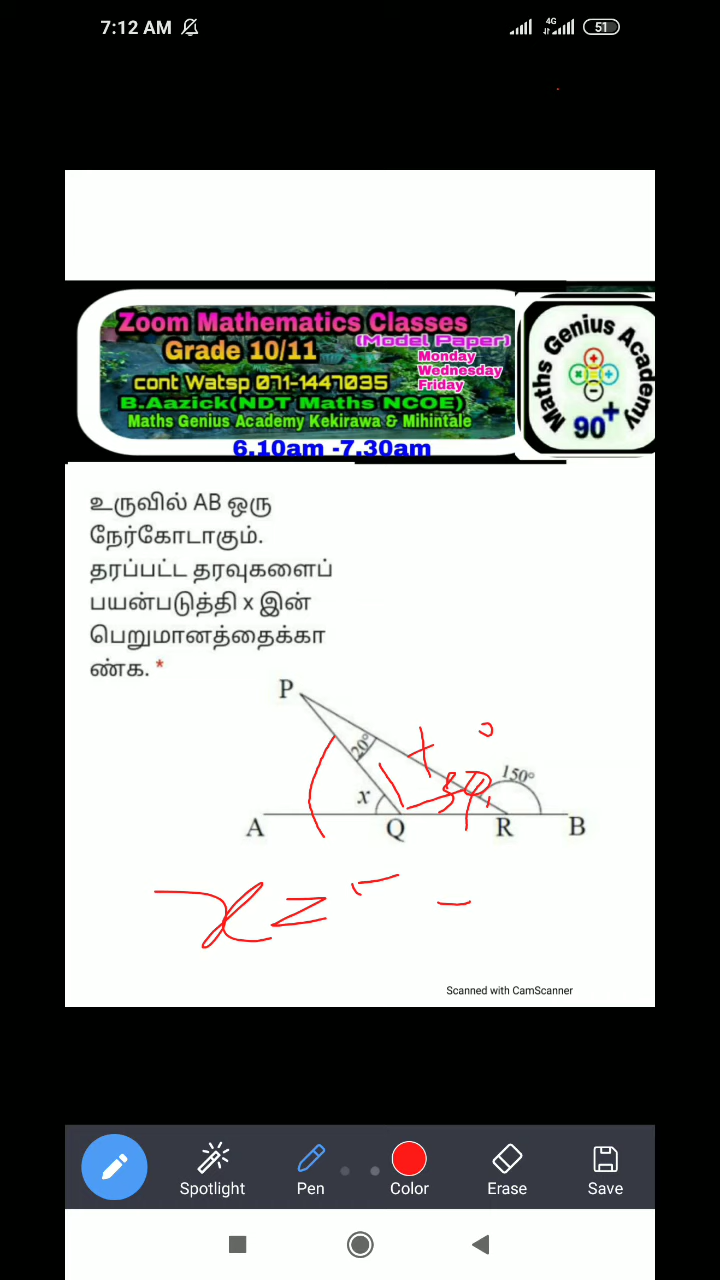 7:12 AM
4G
51
Zoom Mathematics Classes
(Model Paper)
Grade 10/11
Monday
Wednesday
Friday
cont Watsp 071-1447035
B.Aazick(NDT Maths NCOE)
Maths Genius Academy Kekirawa & Mihintale
6.10am -7.30am
Maths Genius Academy
90+
உருவில் AB ஒரு
நேர்கோடாகும்.
தரப்பட்ட தரவுகளைப்
பயன்படுத்தி x இன்
பெறுமானத்தைக்கா
ண்க. *
P
20°
150°
x
A
Q
R
B
x =
Scanned with CamScanner
Spotlight
Pen
Color
Erase
Save